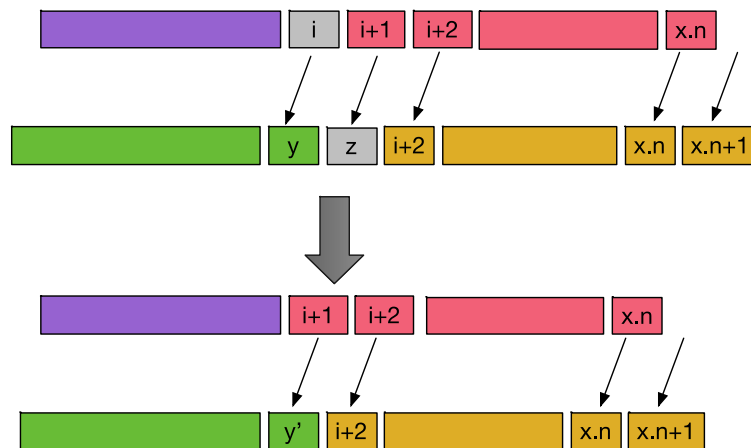 i i+1 i+2 x.n
y z i+2 x.n x.n+1
i+1 i+2 x.n
y' i+2 x.n x.n+1